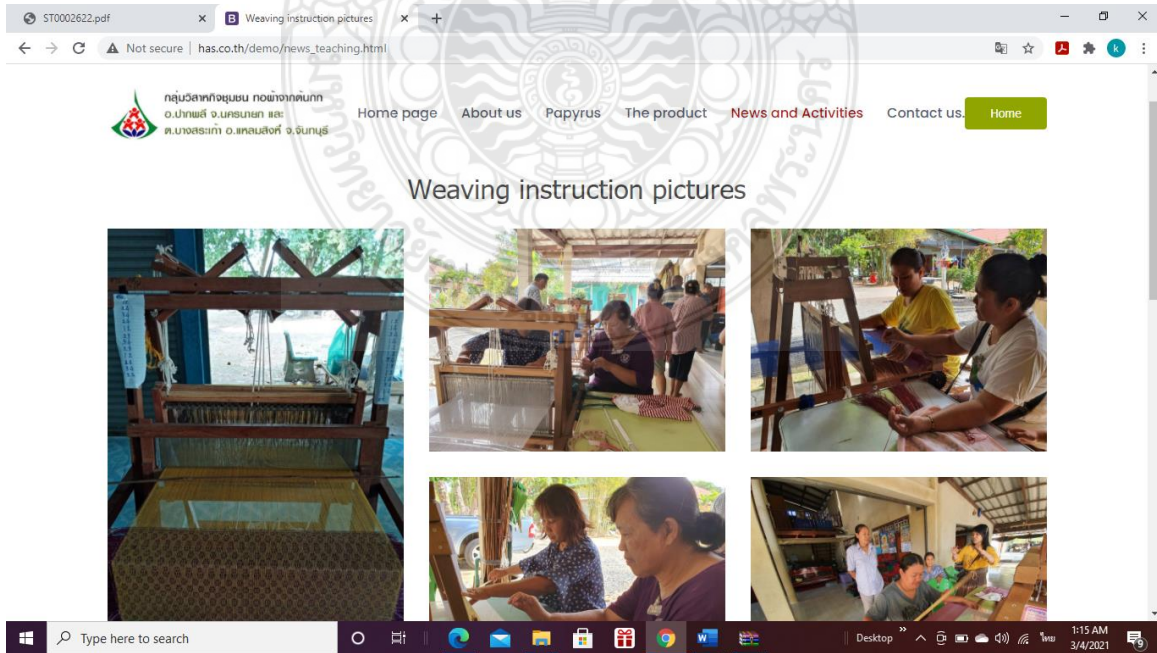 ST0002622.pdf
Weaving instruction pictures
Not secure | has.co.th/demo/news_teaching.html
กลุ่มวิสาหกิจชุมชน ทอผ้าจากต้นกก
อ.ปากพลี จ.นครนายก และ
ต.บางสระเก้า อ.แหลมสิงห์ จ.จันทบุรี
Home page About us Papyrus The product News and Activities Contact us. Home
Weaving instruction pictures
Type here to search
Desktop
ไทย
1:15 AM
3/4/2021